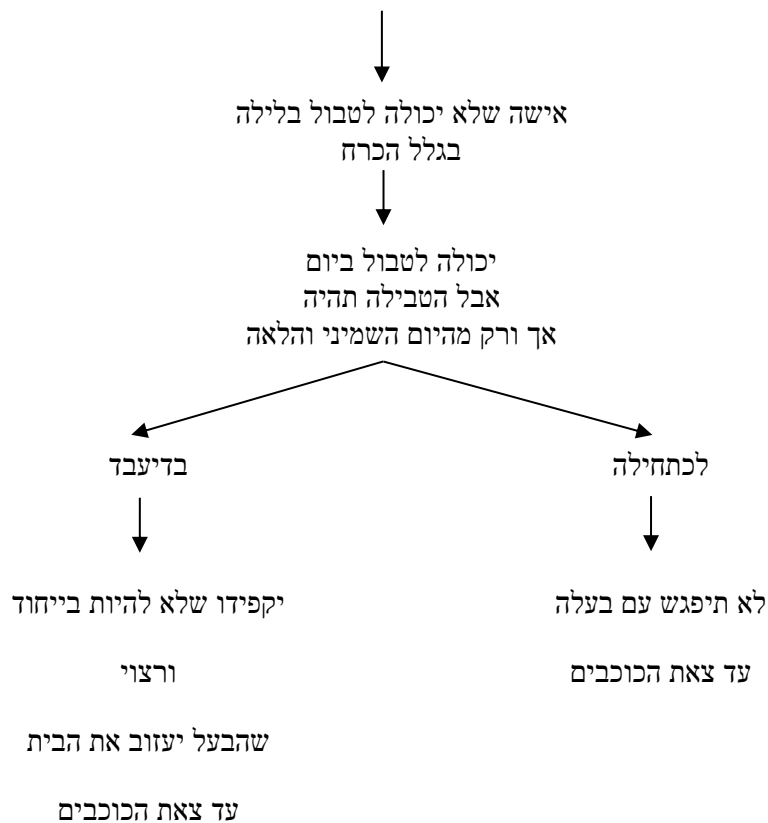 אישה שלא יכולה לטבול בלילה
בגלל הכרח
יכולה לטבול ביום
אבל הטבילה תהיה
אך ורק מהיום השמיני והלאה
לכתחילה
לא תיפגש עם בעלה
עד צאת הכוכבים
בדיעבד
יקפידו שלא להיות בייחוד
ורצוי
שהבעל יעזוב את הבית
עד צאת הכוכבים